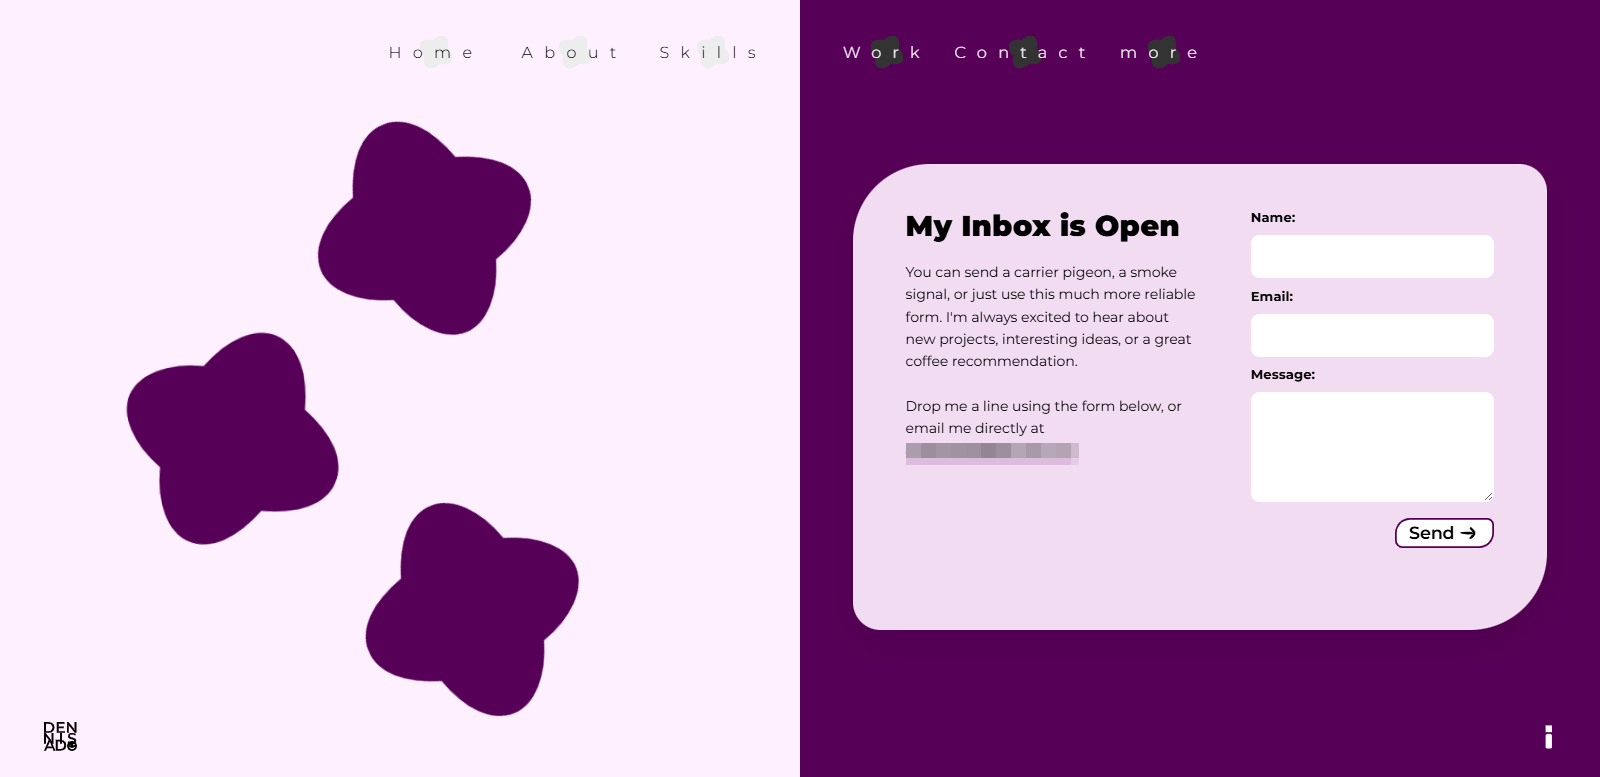 Home About Skills Work Contact more
My Inbox is Open
You can send a carrier pigeon, a smoke
signal, or just use this much more reliable
form. I'm always excited to hear about
new projects, interesting ideas, or a great
coffee recommendation.
Drop me a line using the form below, or
email me directly at
Name:
Email:
Message:
Send →
DEN
NIS
ADO
i